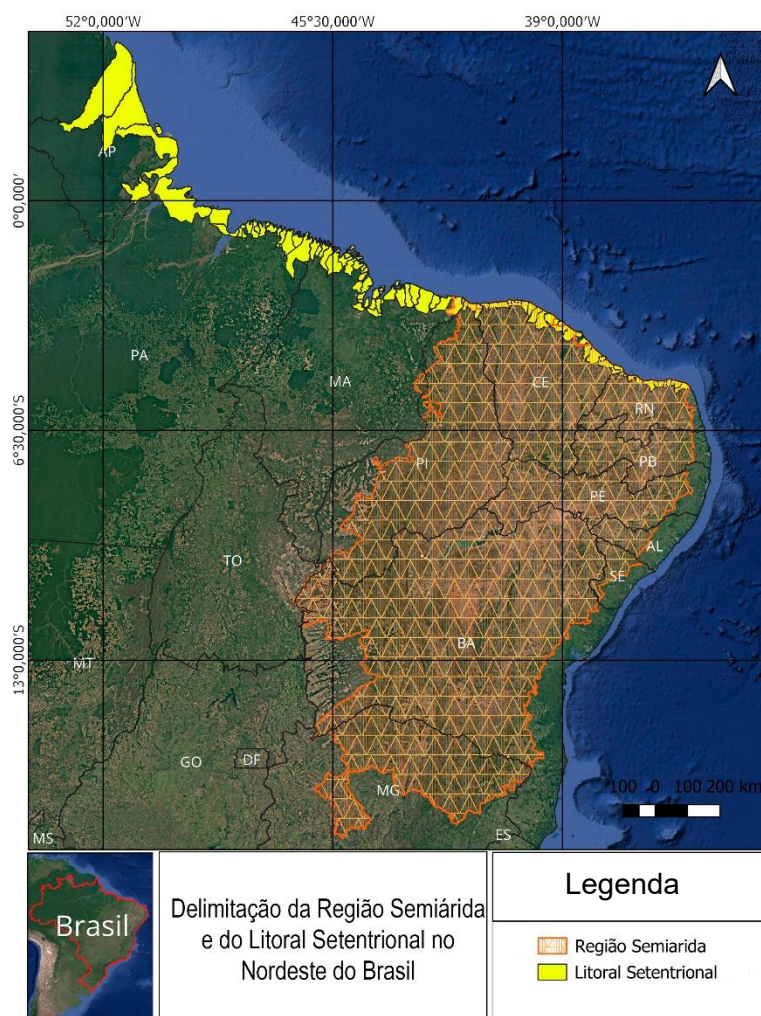 52°0,000'W
45°30,000'W
39°0,000'W
AP
0°0,000'
PA
MA
CE
RN
6°30,000'S
PI
PB
PE
AL
TO
SE
BA
13°0,000'S
MT
GO
DF
MG
100 0 100 200 km
MS
ES
Brasil
Delimitação da Região Semiárida
e do Litoral Setentrional no
Nordeste do Brasil
Legenda
Região Semiarida
Litoral Setentrional